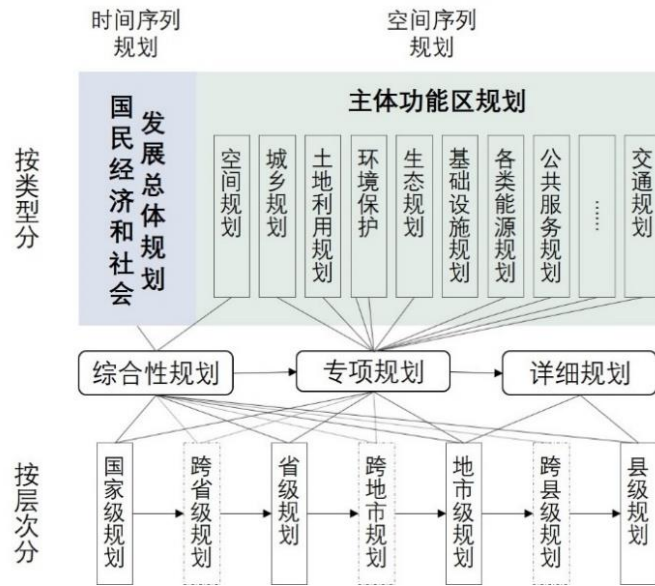 时间序列
规划
空间序列
规划
按类型分
国民经济和社会
发展总体规划
主体功能区规划
空间规划
城乡规划
土地利用规划
环境保护
生态规划
基础设施规划
各类能源规划
公共服务规划
……
交通规划
综合性规划
专项规划
详细规划
按层次分
国家级规划
跨省级规划
省级规划
跨地市规划
地市级规划
跨县级规划
县级规划